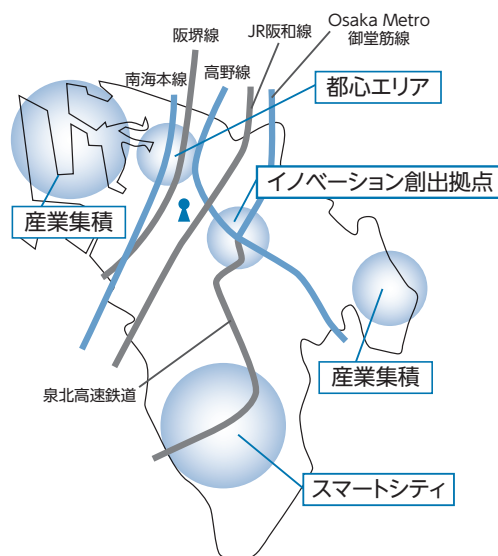 阪堺線
JR阪和線
Osaka Metro
御堂筋線
南海本線
高野線
都心エリア
イノベーション創出拠点
産業集積
産業集積
泉北高速鉄道
スマートシティ